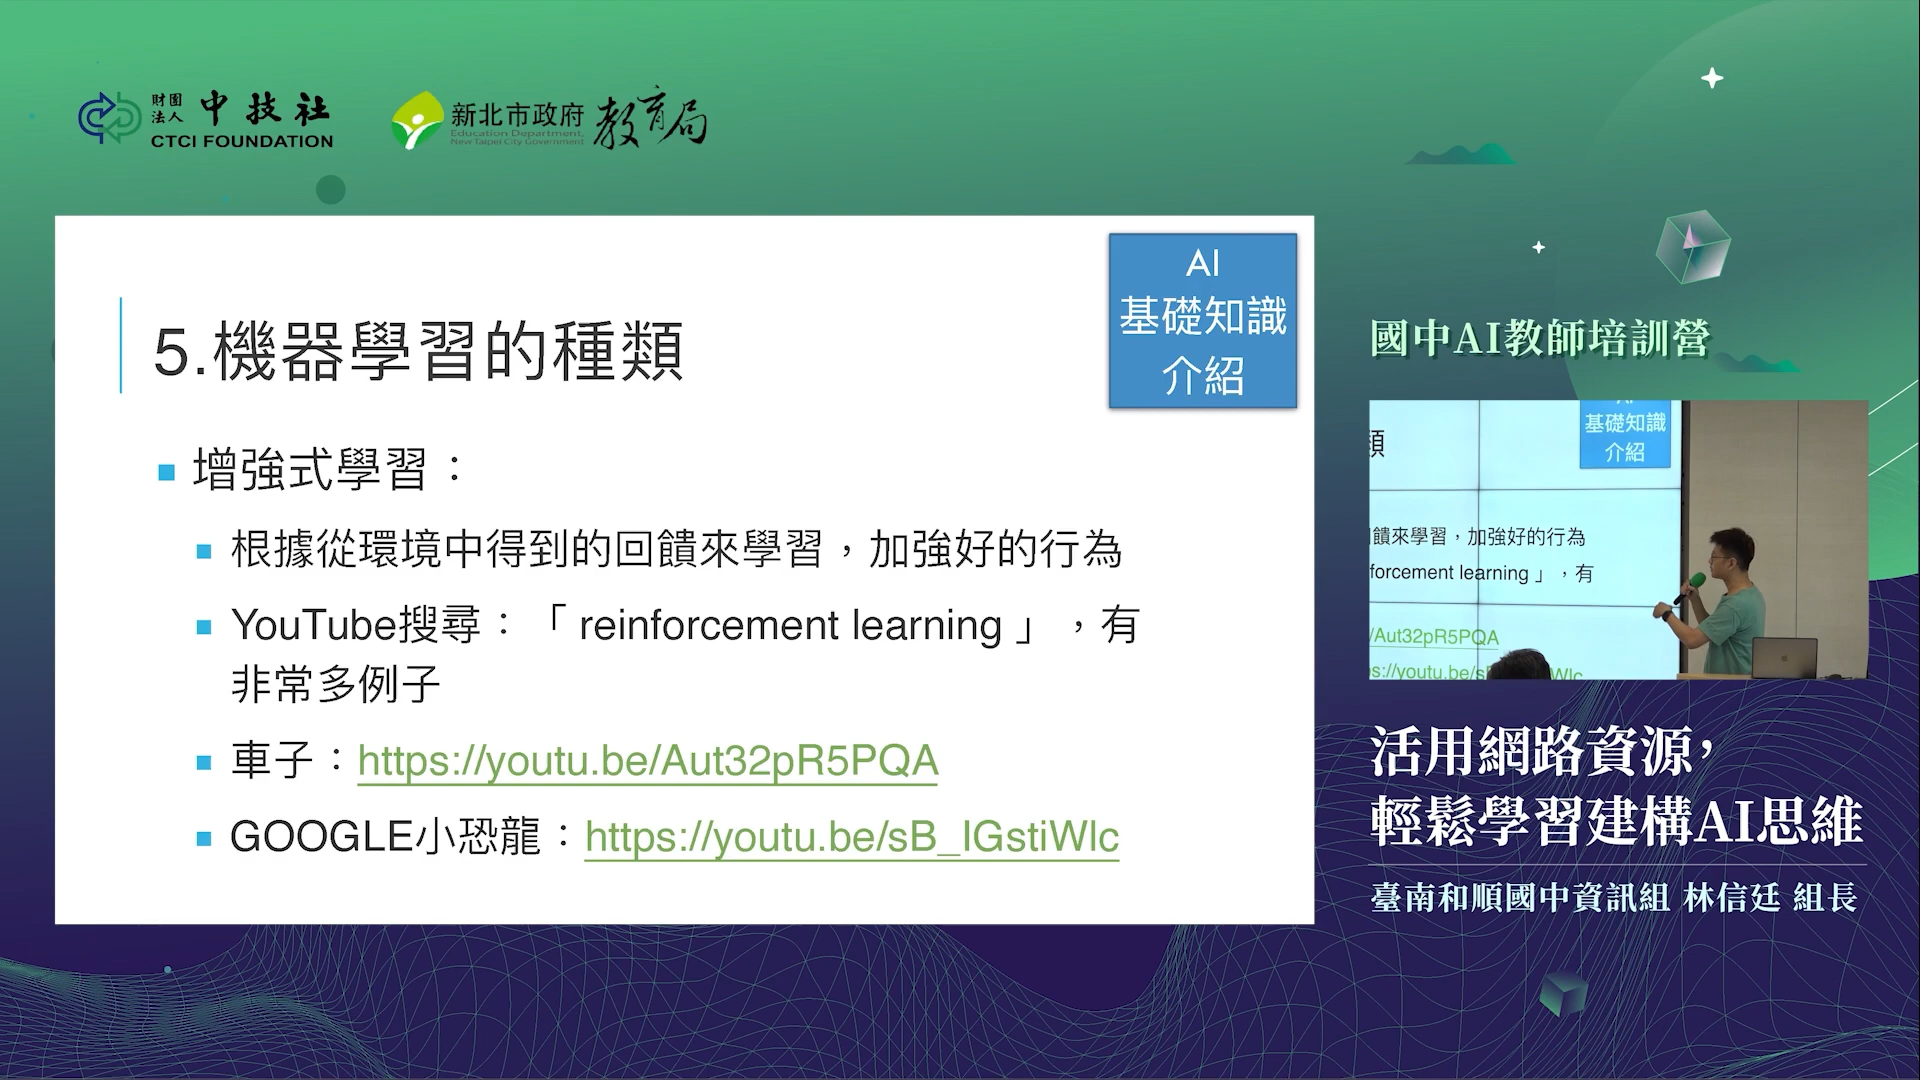 財團法人 中技社
CTCI FOUNDATION
新北市政府 教育局
Education Department,
New Taipei City Government
AI
基礎知識
介紹
5.機器學習的種類
增強式學習：
根據從環境中得到的回饋來學習，加強好的行為
YouTube搜尋：「 reinforcement learning 」，有
非常多例子
車子：https://youtu.be/Aut32pR5PQA
GOOGLE小恐龍：https://youtu.be/sB_IGstiWlc
國中AI教師培訓營
AI
基礎知識
介紹
類
饋來學習，加強好的行為
forcement learning 」，有
/Aut32pR5PQA
s://youtu.be/s
Wlc
活用網路資源，
輕鬆學習建構AI思維
臺南和順國中資訊組 林信廷 組長